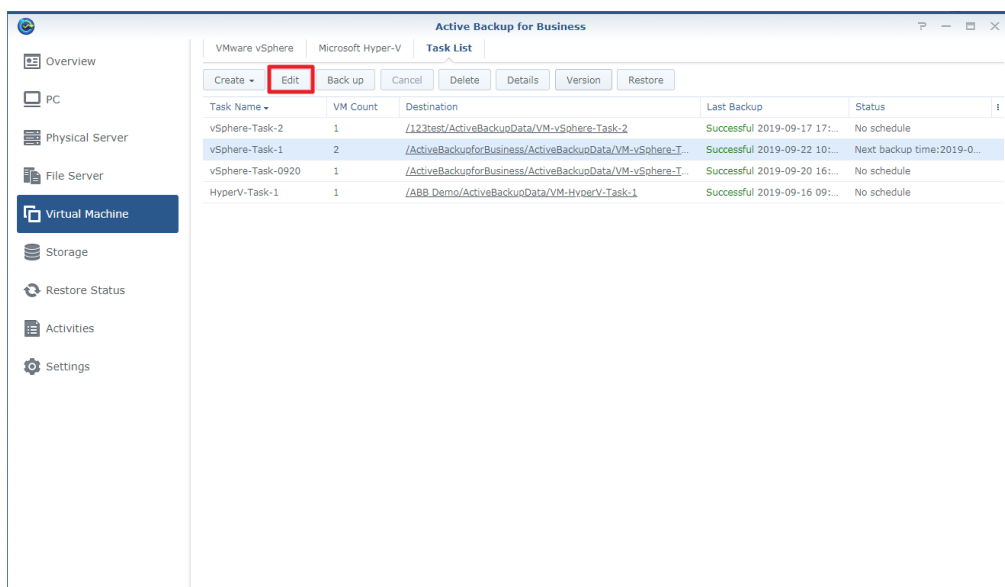 Active Backup for Business
Overview
PC
Physical Server
File Server
Virtual Machine
Storage
Restore Status
Activities
Settings
VMware vSphere Microsoft Hyper-V Task List
Create Edit Back up Cancel Delete Details Version Restore
Task Name VM Count Destination Last Backup Status
vSphere-Task-2 1 /123test/ActiveBackupData/VM-vSphere-Task-2 Successful 2019-09-17 17:... No schedule
vSphere-Task-1 2 /ActiveBackupforBusiness/ActiveBackupData/VM-vSphere-T... Successful 2019-09-22 10:... Next backup time:2019-0...
vSphere-Task-0920 1 /ActiveBackupforBusiness/ActiveBackupData/VM-vSphere-T... Successful 2019-09-20 16:... No schedule
HyperV-Task-1 1 /ABB Demo/ActiveBackupData/VM-HyperV-Task-1 Successful 2019-09-16 09:... No schedule